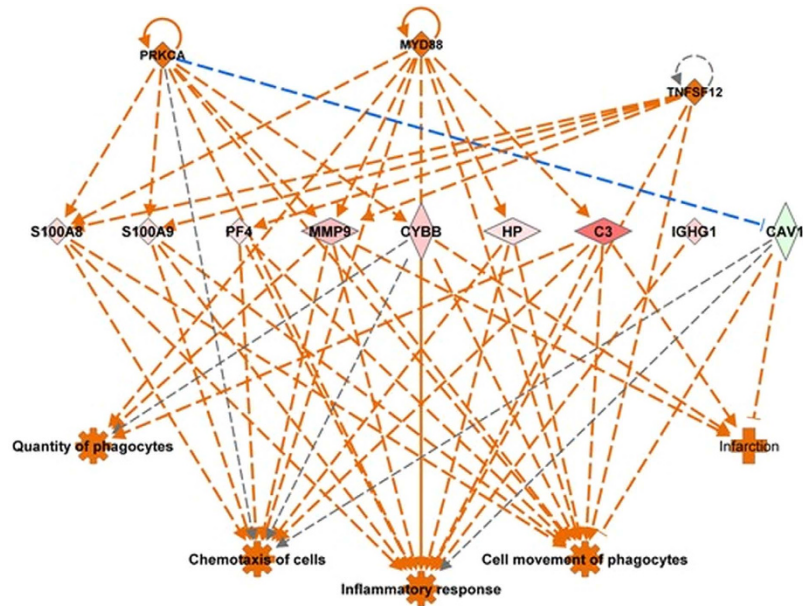 PRKCA
MYD88
TNFSF12
S100A8
S100A9
PF4
MMP9
CYBB
HP
C3
IGHG1
CAV1
Quantity of phagocytes
Infarction
Chemotaxis of cells
Cell movement of phagocytes
Inflammatory response